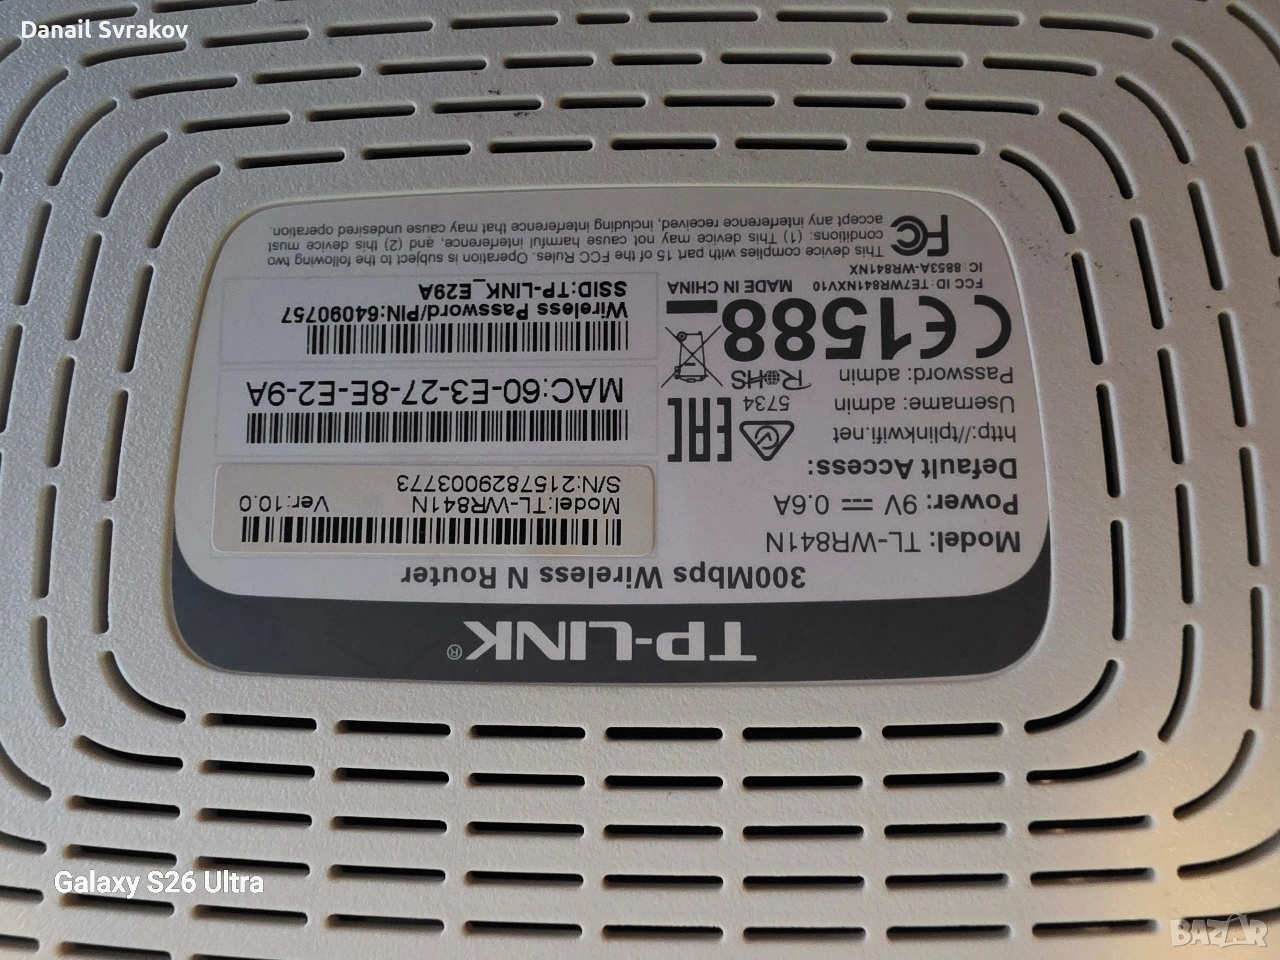 Danail Svrakov
TP-LINK®
300Mbps Wireless N Router
Model: TL-WR841N
Power: 9V ⎓ 0.6A
Default Access:
http://tplinkwifi.net
Username: admin
Password: admin
5734
RoHS
EAC
CE1588
FCC ID:TE7WR841NXV10
IC:8853A-WR841NX
MADE IN CHINA
Model:TL-WR841N Ver:10.0
S/N:2157829003773
MAC:60-E3-27-8E-E2-9A
Wireless Password/PIN:64090757
SSID:TP-LINK_E29A
FC
This device complies with part 15 of the FCC Rules. Operation is subject to the following two
conditions: (1) This device may not cause harmful interference, and, (2) this device must
accept any interference received, including interference that may cause undesired
operation.
Galaxy S26 Ultra
BAZAR